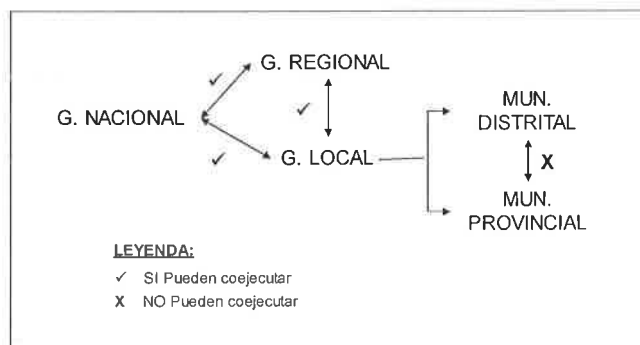 G. REGIONAL
✓
G. NACIONAL
✓
✓
G. LOCAL
MUN.
DISTRITAL
X
MUN.
PROVINCIAL
LEYENDA:
✓ SI Pueden coejecutar
X NO Pueden coejecutar